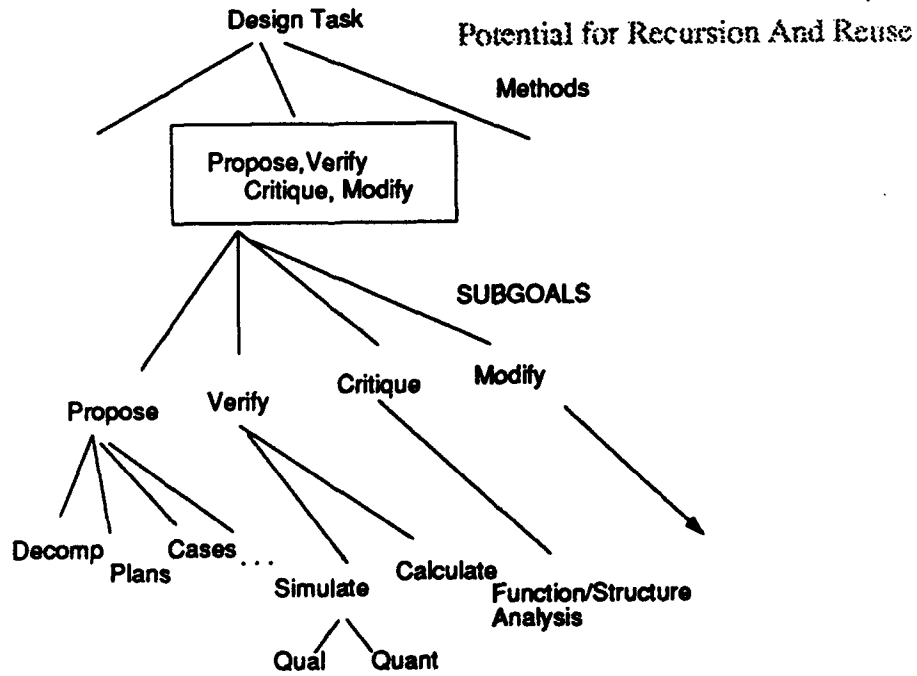 Design Task
Potential for Recursion And Reuse
Methods
Propose,Verify
Critique, Modify
SUBGOALS
Propose
Verify
Critique
Modify
Decomp
Plans
Cases
...
Simulate
Calculate
Function/Structure
Analysis
Qual
Quant